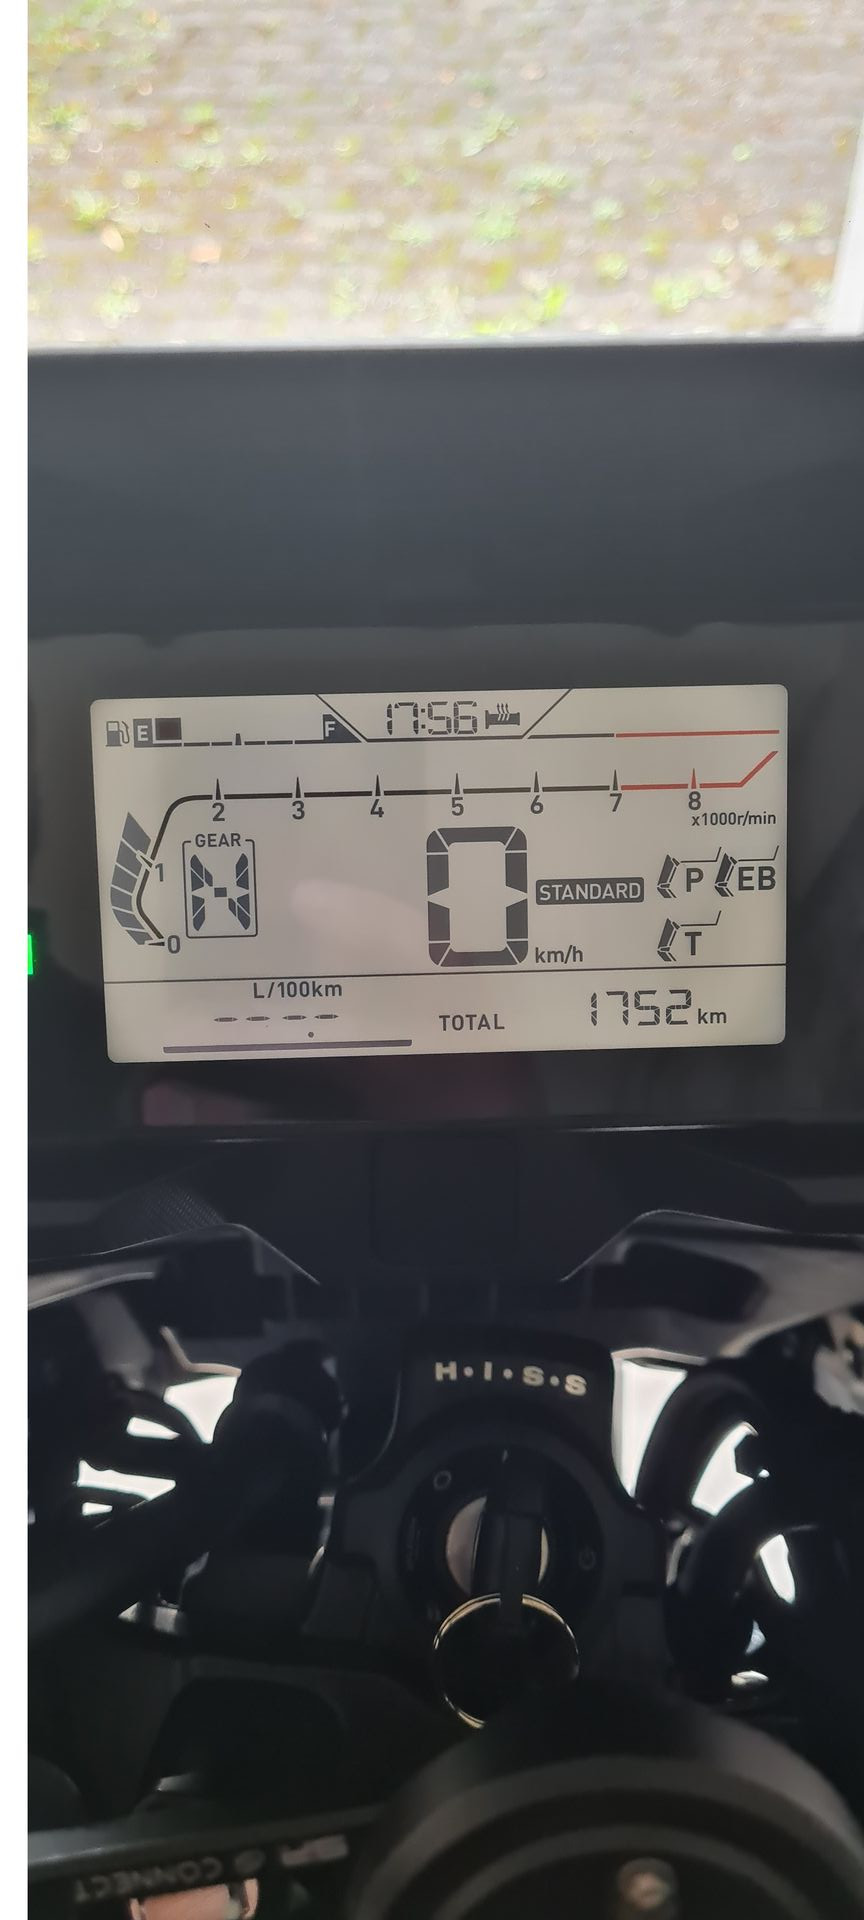 E F 17:56
2 3 4 5 6 7 8
x1000r/min
GEAR
1
N
0
0 km/h
STANDARD
P EB
T
L/100km
----
TOTAL 1752 km
H·I·S·S
CONNECT